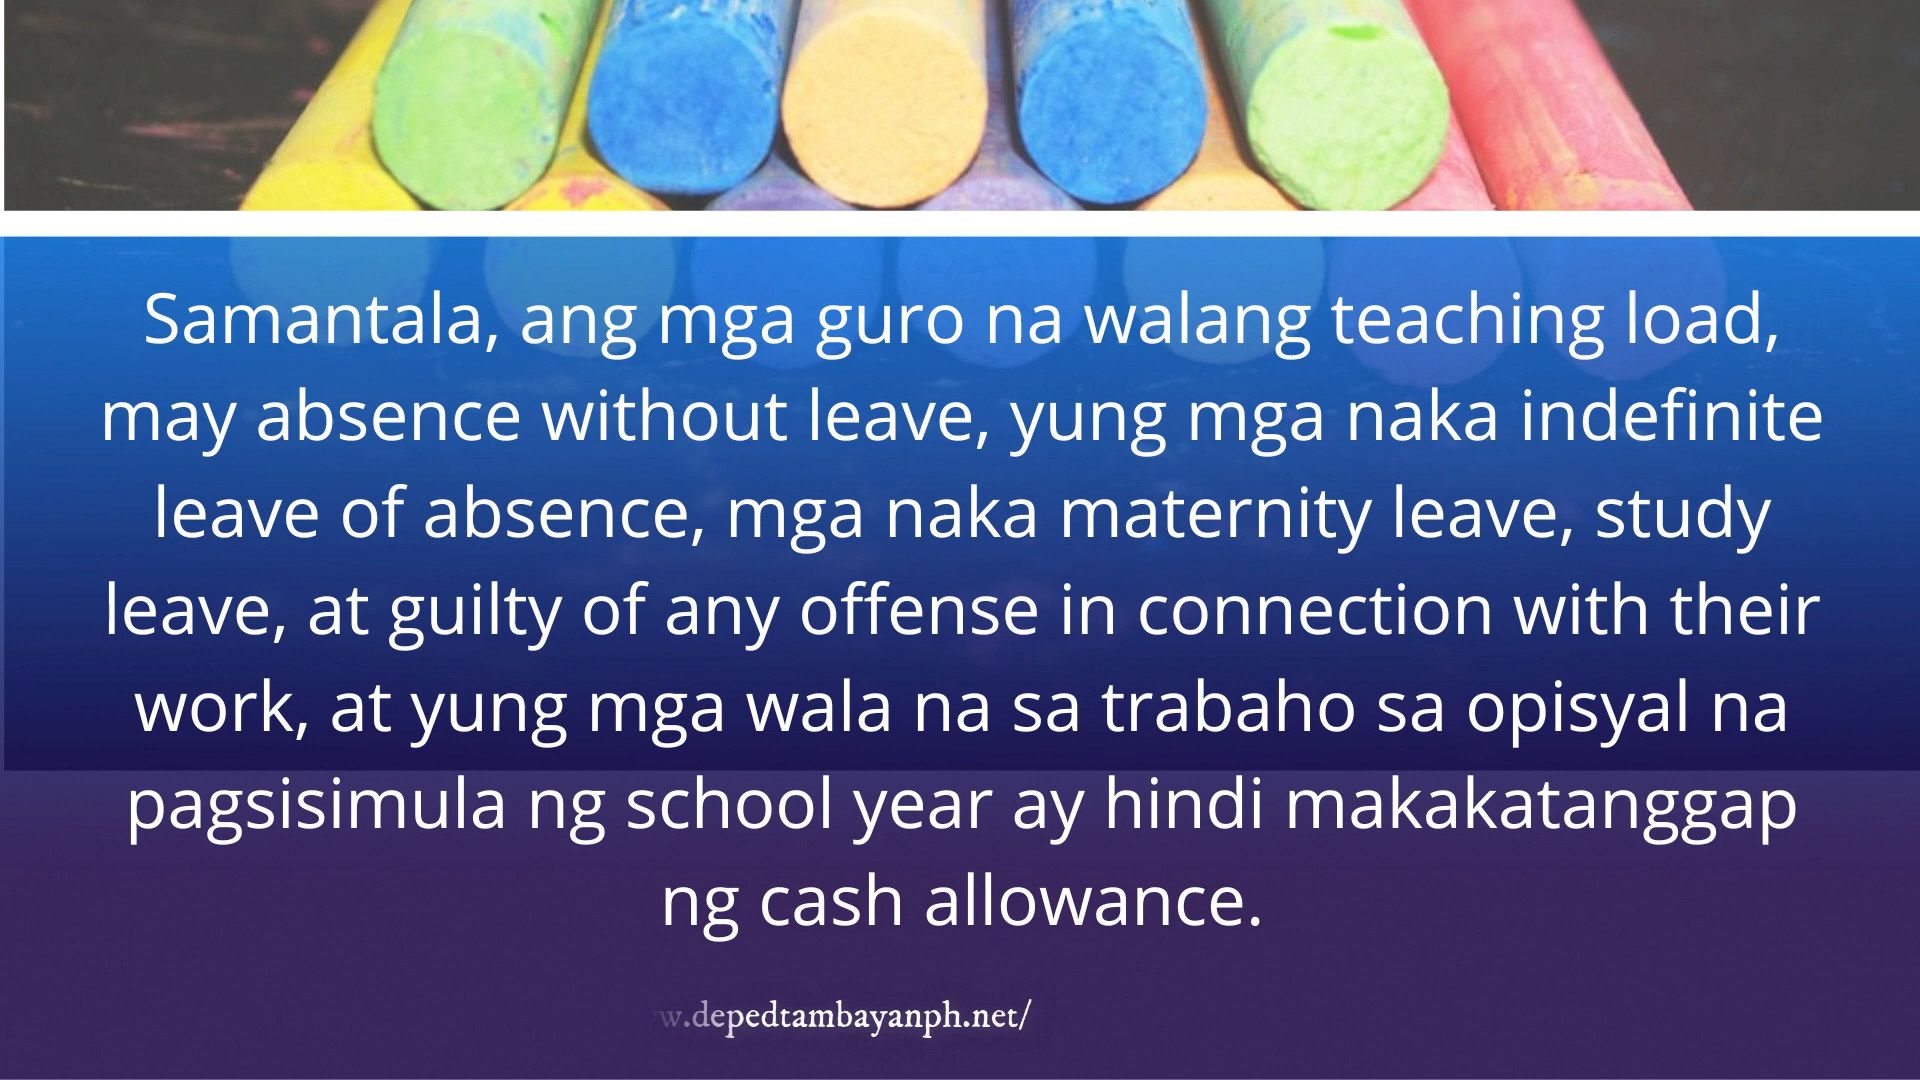 Samantala, ang mga guro na walang teaching load,
may absence without leave, yung mga naka indefinite
leave of absence, mga naka maternity leave, study
leave, at guilty of any offense in connection with their
work, at yung mga wala na sa trabaho sa opisyal na
pagsisimula ng school year ay hindi makakatanggap
ng cash allowance.
w.depedtambayanph.net/